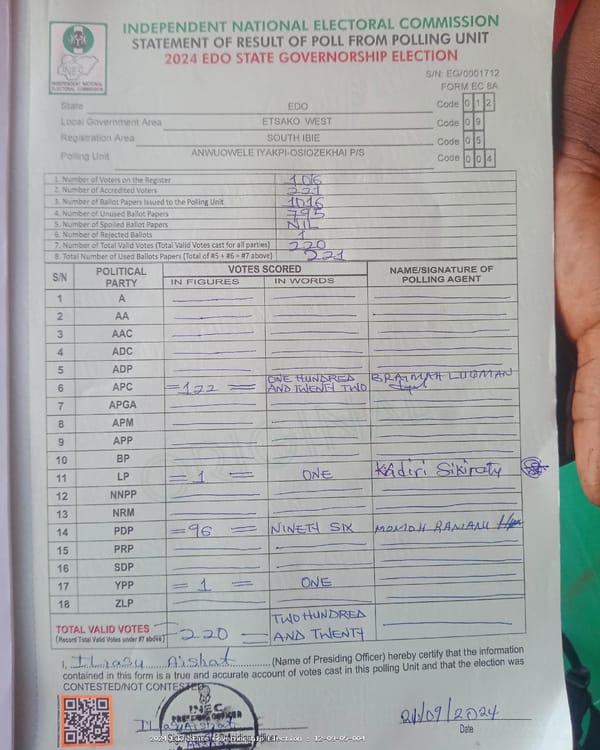 INDEPENDENT NATIONAL ELECTORAL COMMISSION
STATEMENT OF RESULT OF POLL FROM POLLING UNIT
2024 EDO STATE GOVERNORSHIP ELECTION
INEC
INDEPENDENT NATIONAL ELECTORAL COMMISSION
S/N: EG/0001712
FORM EC 8A
State EDO Code 0 1 2
Local Government Area ETSAKO WEST Code 0 9
Registration Area SOUTH IBIE Code 0 5
Polling Unit ANWUOWELE IYAKPI-OSIOZEKHAI P/S Code 0 0 4
1. Number of Voters on the Register
2. Number of Accredited Voters 221
3. Number of Ballot Papers Issued to the Polling Unit 1016
4. Number of Unused Ballot Papers 795
5. Number of Spoiled Ballot Papers NIL
6. Number of Rejected Ballots 1
7. Number of Total Valid Votes (Total Valid Votes cast for all parties) 220
8. Total Number of Used Ballots Papers (Total of #5 + #6 + #7 above) 221
S/N POLITICAL PARTY VOTES SCORED NAME/SIGNATURE OF POLLING AGENT
IN FIGURES IN WORDS
1 A
2 AA
3 AAC
4 ADC
5 ADP
6 APC =122= ONE HUNDRED AND TWENTY TWO BRAIMAH LUQMAN
7 APGA
8 APM
9 APP
10 BP
11 LP =1= ONE Kadiri Sikiraty
12 NNPP
13 NRM
14 PDP =96= NINETY SIX MOMOH
15 PRP
16 SDP
17 YPP =1= ONE
18 ZLP
TOTAL VALID VOTES =220= TWO HUNDRED AND TWENTY
(Record Total Valid Votes under #7 above)
I, Aishat (Name of Presiding Officer) hereby certify that the information
contained in this form is a true and accurate account of votes cast in this polling Unit and that the election was
CONTESTED/NOT CONTESTED
INEC
PRESIDING OFFICER
21/09/2024
Date
2024 Edo State Governorship Election : 12-09-05-004